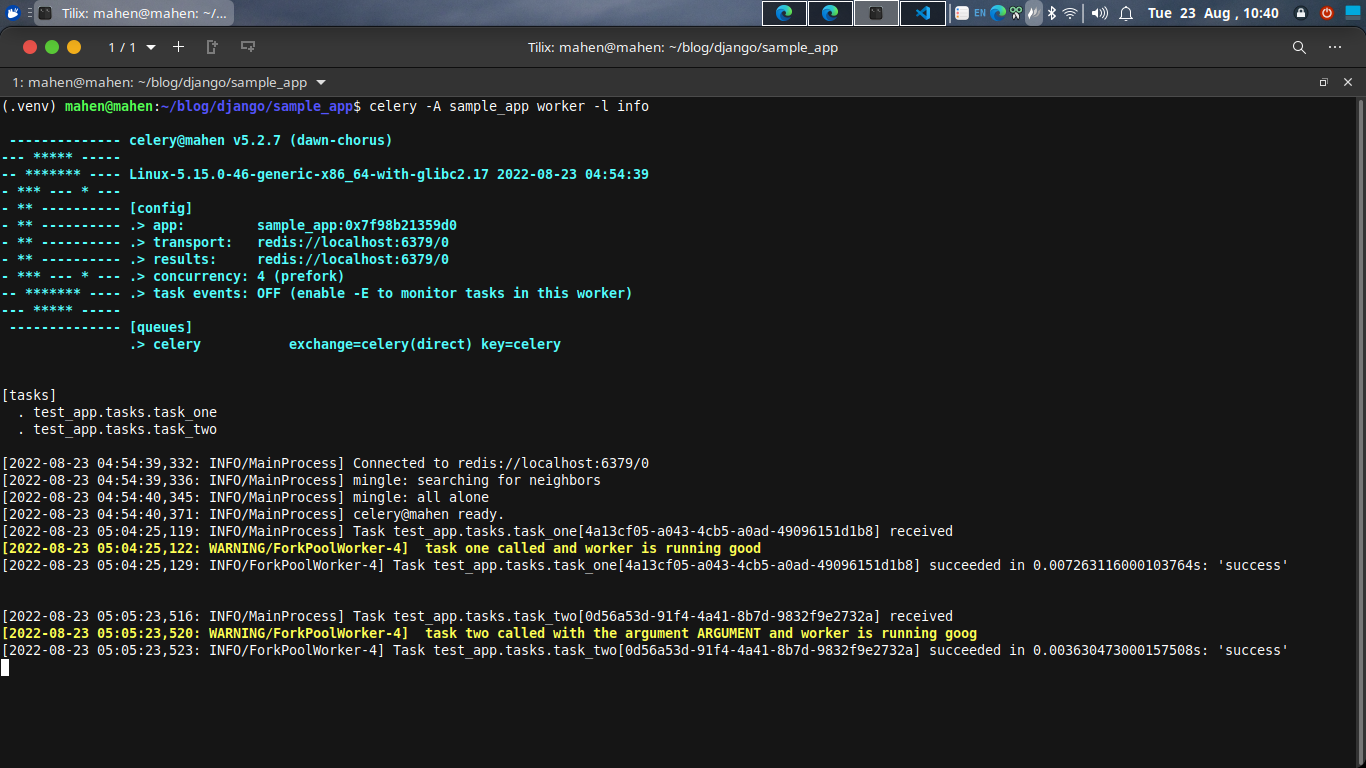 Tilix: mahen@mahen: ~/...
EN
Tue 23 Aug , 10:40
1 / 1
Tilix: mahen@mahen: ~/blog/django/sample_app
1: mahen@mahen: ~/blog/django/sample_app
(.venv) mahen@mahen:~/blog/django/sample_app$ celery -A sample_app worker -l info
 -------------- celery@mahen v5.2.7 (dawn-chorus)
--- ***** -----
-- ******* ---- Linux-5.15.0-46-generic-x86_64-with-glibc2.17 2022-08-23 04:54:39
- *** --- * ---
- ** ---------- [config]
- ** ---------- .> app:         sample_app:0x7f98b21359d0
- ** ---------- .> transport:   redis://localhost:6379/0
- ** ---------- .> results:     redis://localhost:6379/0
- *** --- * --- .> concurrency: 4 (prefork)
-- ******* ---- .> task events: OFF (enable -E to monitor tasks in this worker)
--- ***** -----
 -------------- [queues]
                .> celery           exchange=celery(direct) key=celery
[tasks]
  . test_app.tasks.task_one
  . test_app.tasks.task_two
[2022-08-23 04:54:39,332: INFO/MainProcess] Connected to redis://localhost:6379/0
[2022-08-23 04:54:39,336: INFO/MainProcess] mingle: searching for neighbors
[2022-08-23 04:54:40,345: INFO/MainProcess] mingle: all alone
[2022-08-23 04:54:40,371: INFO/MainProcess] celery@mahen ready.
[2022-08-23 05:04:25,119: INFO/MainProcess] Task test_app.tasks.task_one[4a13cf05-a043-4cb5-a0ad-49096151d1b8] received
[2022-08-23 05:04:25,122: WARNING/ForkPoolWorker-4]  task one called and worker is running good
[2022-08-23 05:04:25,129: INFO/ForkPoolWorker-4] Task test_app.tasks.task_one[4a13cf05-a043-4cb5-a0ad-49096151d1b8] succeeded in 0.007263116000103764s: 'success'
[2022-08-23 05:05:23,516: INFO/MainProcess] Task test_app.tasks.task_two[0d56a53d-91f4-4a41-8b7d-9832f9e2732a] received
[2022-08-23 05:05:23,520: WARNING/ForkPoolWorker-4]  task two called with the argument ARGUMENT and worker is running goog
[2022-08-23 05:05:23,523: INFO/ForkPoolWorker-4] Task test_app.tasks.task_two[0d56a53d-91f4-4a41-8b7d-9832f9e2732a] succeeded in 0.003630473000157508s: 'success'